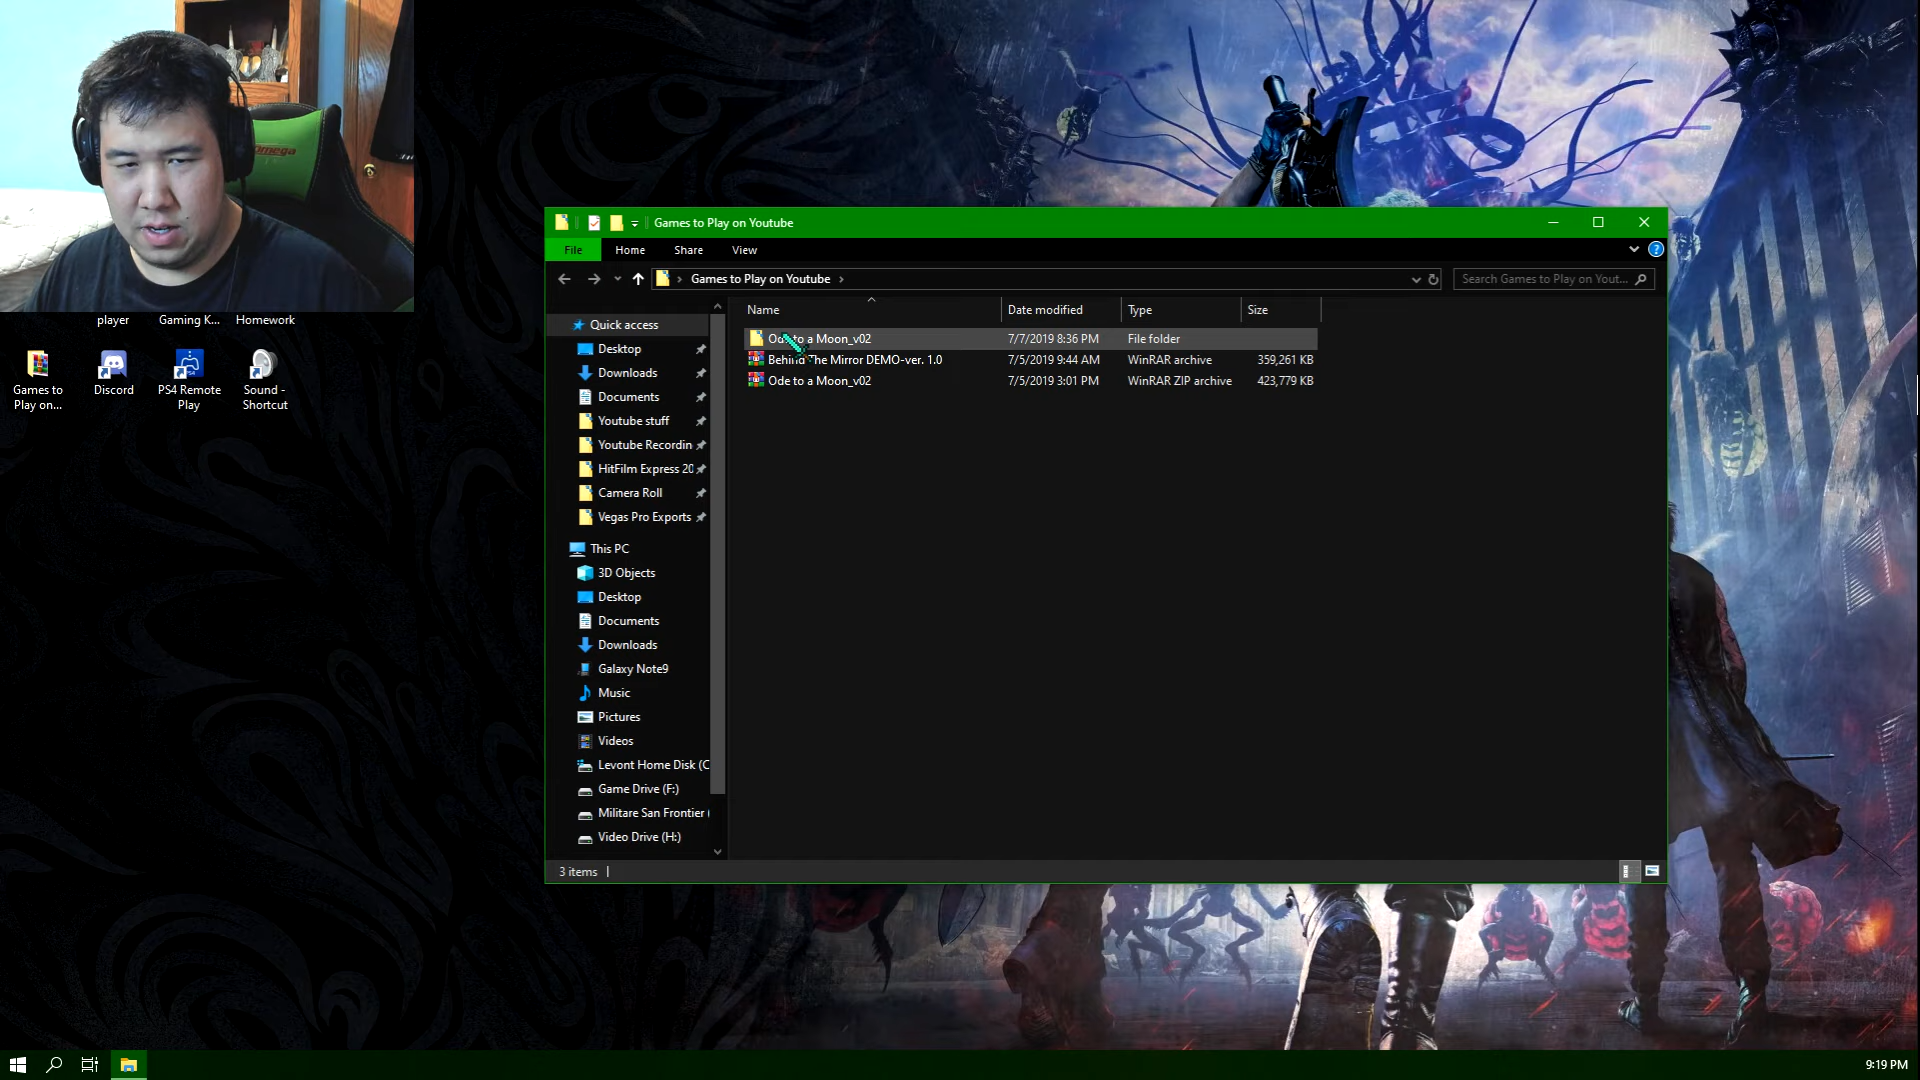 omega
player
Gaming K...
Homework
Games to Play on...
Discord
PS4 Remote Play
Sound - Shortcut
Games to Play on Youtube
File Home Share View
Games to Play on Youtube
Search Games to Play on Yout...
Name Date modified Type Size
Ode to a Moon_v02 7/7/2019 8:36 PM File folder
Behind The Mirror DEMO-ver. 1.0 7/5/2019 9:44 AM WinRAR archive 359,261 KB
Ode to a Moon_v02 7/5/2019 3:01 PM WinRAR ZIP archive 423,779 KB
Quick access
Desktop
Downloads
Documents
Youtube stuff
Youtube Recordin
HitFilm Express 20
Camera Roll
Vegas Pro Exports
This PC
3D Objects
Desktop
Documents
Downloads
Galaxy Note9
Music
Pictures
Videos
Levont Home Disk (C
Game Drive (F:)
Militare San Frontier (
Video Drive (H:)
3 items
9:19 PM